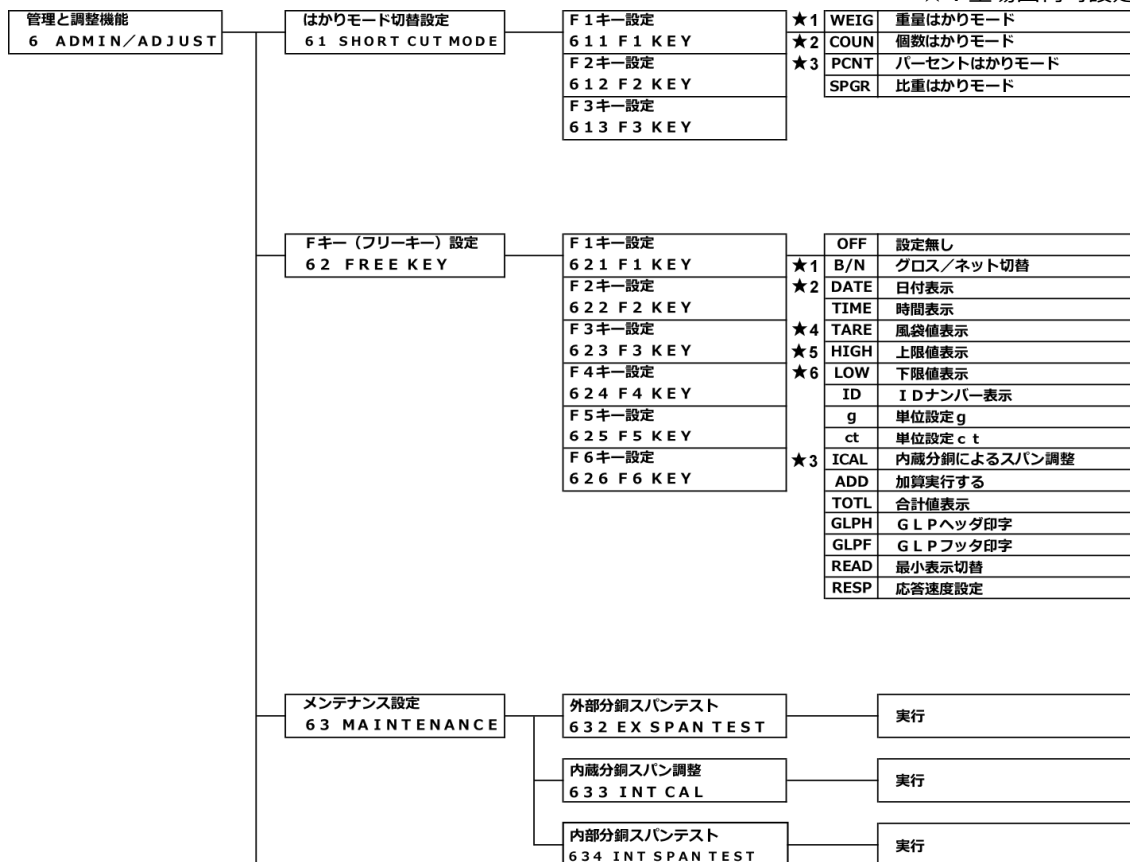 管理と調整機能
6 ADMIN／ADJUST
はかりモード切替設定
61 SHORT CUT MODE
F1キー設定
611 F1 KEY
F2キー設定
612 F2 KEY
F3キー設定
613 F3 KEY
★1 WEIG 重量はかりモード
★2 COUN 個数はかりモード
★3 PCNT パーセントはかりモード
SPGR 比重はかりモード
Fキー（フリーキー）設定
62 FREE KEY
F1キー設定
621 F1 KEY
F2キー設定
622 F2 KEY
F3キー設定
623 F3 KEY
F4キー設定
624 F4 KEY
F5キー設定
625 F5 KEY
F6キー設定
626 F6 KEY
OFF 設定無し
★1 B/N グロス／ネット切替
★2 DATE 日付表示
TIME 時間表示
★4 TARE 風袋値表示
★5 HIGH 上限値表示
★6 LOW 下限値表示
ID IDナンバー表示
g 単位設定g
ct 単位設定ct
★3 ICAL 内蔵分銅によるスパン調整
ADD 加算実行する
TOTL 合計値表示
GLPH GLPヘッダ印字
GLPF GLPフッタ印字
READ 最小表示切替
RESP 応答速度設定
メンテナンス設定
63 MAINTENANCE
外部分銅スパンテスト
632 EX SPAN TEST
実行
内蔵分銅スパン調整
633 INT CAL
実行
内部分銅スパンテスト
634 INT SPAN TEST
実行